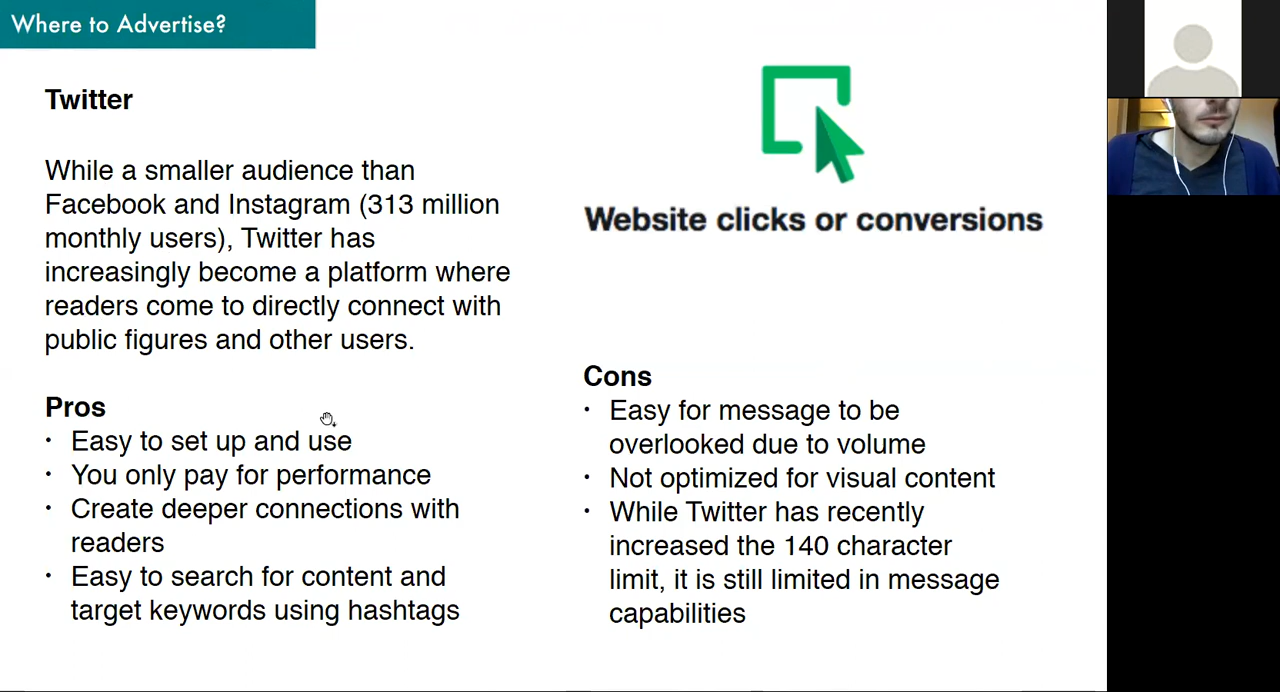 Where to Advertise?
Twitter
While a smaller audience than
Facebook and Instagram (313 million
monthly users), Twitter has
increasingly become a platform where
readers come to directly connect with
public figures and other users.
Pros
• Easy to set up and use
• You only pay for performance
• Create deeper connections with
readers
• Easy to search for content and
target keywords using hashtags
Website clicks or conversions
Cons
• Easy for message to be
overlooked due to volume
• Not optimized for visual content
• While Twitter has recently
increased the 140 character
limit, it is still limited in message
capabilities